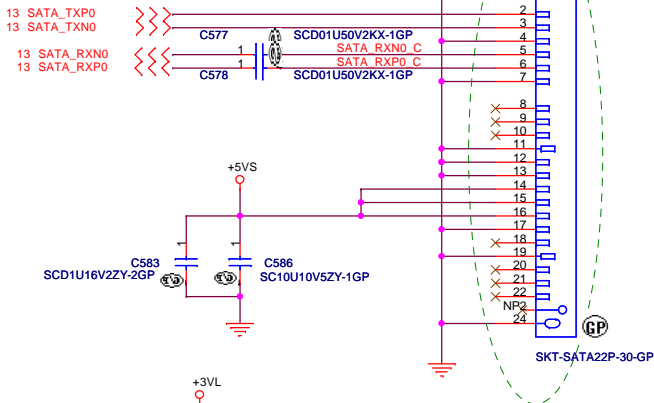 13 SATA_TXP0
2
13 SATA_TXN0
3
C577
SCD01U50V2KX-1GP
4
13 SATA_RXN0
1
SATA_RXN0_C
5
13 SATA_RXP0
1
SATA_RXP0_C
6
C578
SCD01U50V2KX-1GP
7
8
9
10
11
12
+5VS
13
14
15
16
17
1
1
18
C583
C586
19
SCD1U16V2ZY-2GP
SC10U10V5ZY-1GP
20
21
22
24
GP
SKT-SATA22P-30-GP
+3VL